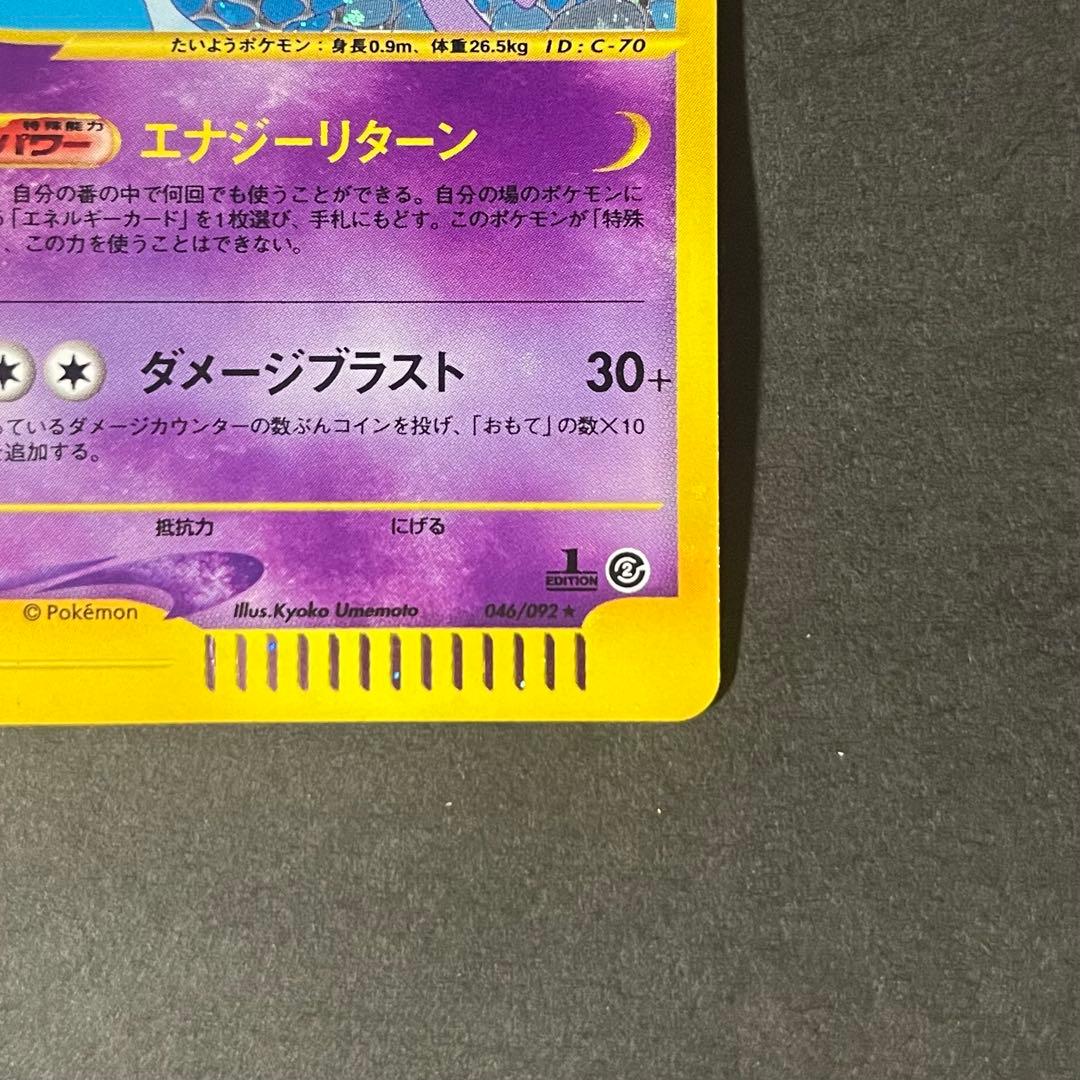 たいようポケモン：身長0.9m、体重26.5kg ID：C-70
特殊能力
パワー エナジーリターン
自分の番の中で何回でも使うことができる。自分の場のポケモンに
「エネルギーカード」を1枚選び、手札にもどす。このポケモンが「特殊
、この力を使うことはできない。
ダメージブラスト 30+
ているダメージカウンターの数ぶんコインを投げ、「おもて」の数×10
追加する。
抵抗力 にげる
1
EDITION 2
© Pokémon Illus.Kyoko Umemoto 046/092 ★